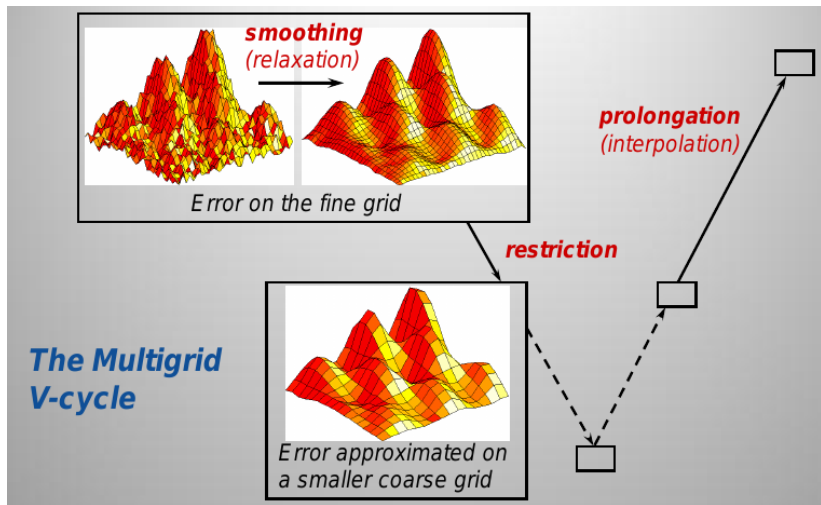 smoothing
(relaxation)
Error on the fine grid
prolongation
(interpolation)
restriction
The Multigrid
V-cycle
Error approximated on
a smaller coarse grid